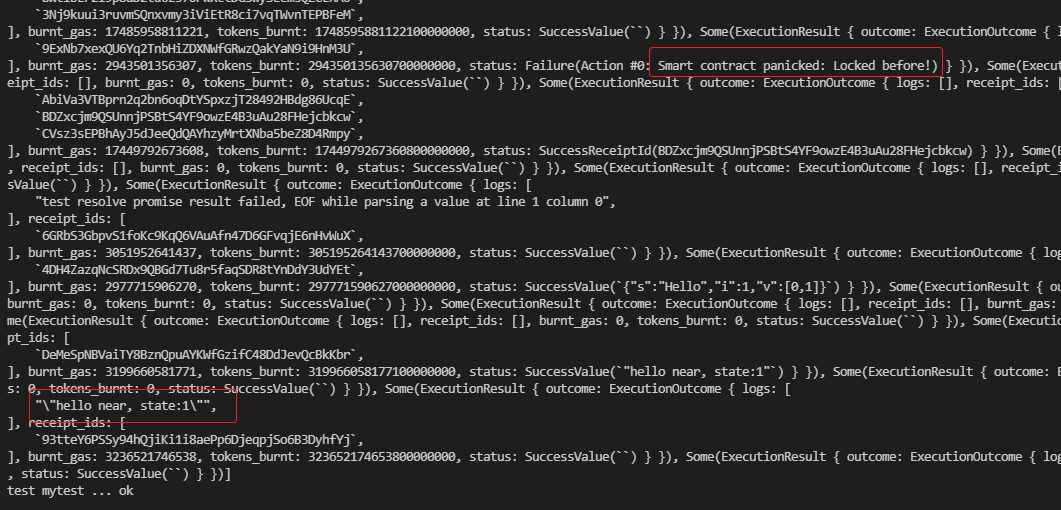 `3Nj9kuui3ruvmSQnxvmy3iViEtR8ci7vqTWvnTEPBFeM`,
], burnt_gas: 17485958811221, tokens_burnt: 1748595881122100000000, status: SuccessValue(``) } }), Some(ExecutionResult { outcome: ExecutionOutcome { l
`9ExNb7xexQU6Yq2TnbHiZDXNWfGRwzQakYaN9i9HnM3U`,
], burnt_gas: 2943501356307, tokens_burnt: 294350135630700000000, status: Failure(Action #0: Smart contract panicked: Locked before!) } }), Some(Execu
eipt_ids: [], burnt_gas: 0, tokens_burnt: 0, status: SuccessValue(``) } }), Some(ExecutionResult { outcome: ExecutionOutcome { logs: [], receipt_ids: [
`AbiVa3VTBprn2q2bn6oqDtYSpxzjT28492HBdg86UcqE`,
`BDZxcjm9QSUnnjPSBtS4YF9owzE4B3uAu28FHejcbkcw`,
`CVsz3sEPBhAyJ5dJeeQdQAYhzyMrtXNba5beZ8D4Rmpy`,
], burnt_gas: 17449792673608, tokens_burnt: 1744979267360800000000, status: SuccessReceiptId(BDZxcjm9QSUnnjPSBtS4YF9owzE4B3uAu28FHejcbkcw) } }), Some(E
, receipt_ids: [], burnt_gas: 0, tokens_burnt: 0, status: SuccessValue(``) } }), Some(ExecutionResult { outcome: ExecutionOutcome { logs: [], receipt_i
sValue(``) } }), Some(ExecutionResult { outcome: ExecutionOutcome { logs: [
"test resolve promise result failed, EOF while parsing a value at line 1 column 0",
], receipt_ids: [
`6GRbS3GbpvS1foKc9KqQ6VAuAfn47D6GFvqjE6nHvWuX`,
], burnt_gas: 3051952641437, tokens_burnt: 305195264143700000000, status: SuccessValue(``) } }), Some(ExecutionResult { outcome: ExecutionOutcome { log
`4DH4ZazqNcSRDx9QBGd7Tu8r5faqSDR8tYnDdY3UdYEt`,
], burnt_gas: 2977715906270, tokens_burnt: 297771590627000000000, status: SuccessValue(`{"s":"Hello","i":1,"v":[0,1]}`) } }), Some(ExecutionResult { ou
burnt_gas: 0, tokens_burnt: 0, status: SuccessValue(``) } }), Some(ExecutionResult { outcome: ExecutionOutcome { logs: [], receipt_ids: [], burnt_gas:
me(ExecutionResult { outcome: ExecutionOutcome { logs: [], receipt_ids: [], burnt_gas: 0, tokens_burnt: 0, status: SuccessValue(``) } }), Some(Executio
pt_ids: [
`DeMeSpNBVaiTY8BznQpuAYKWfGzifC48DdJevQcBkKbr`,
], burnt_gas: 3199660581771, tokens_burnt: 319966058177100000000, status: SuccessValue(`"hello near, state:1"`) } }), Some(ExecutionResult { outcome: E
s: 0, tokens_burnt: 0, status: SuccessValue(``) } }), Some(ExecutionResult { outcome: ExecutionOutcome { logs: [
"\"hello near, state:1\"",
], receipt_ids: [
`93tteY6PSSy94hQjiKi1i8aePp6DjeqpjSo6B3DyhfYj`,
], burnt_gas: 3236521746538, tokens_burnt: 323652174653800000000, status: SuccessValue(``) } }), Some(ExecutionResult { outcome: ExecutionOutcome { log
, status: SuccessValue(``) } })]
test mytest ... ok